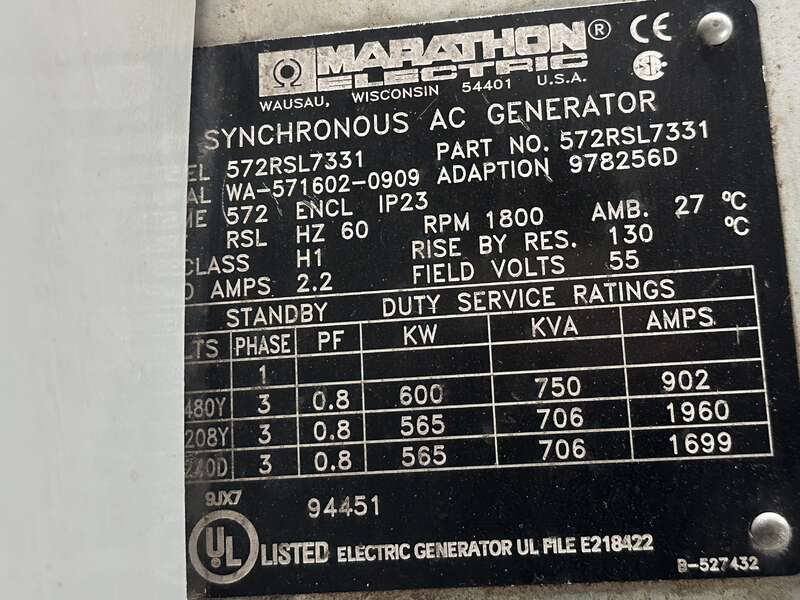 MARATHON ® CE
ELECTRIC
WAUSAU, WISCONSIN 54401 U.S.A.
SYNCHRONOUS AC GENERATOR
EL 572RSL7331 PART NO. 572RSL7331
AL WA-571602-0909 ADAPTION 978256D
ME 572 ENCL IP23
RSL HZ 60 RPM 1800 AMB. 27 °C
CLASS H1 RISE BY RES. 130 °C
D AMPS 2.2 FIELD VOLTS 55
STANDBY DUTY SERVICE RATINGS
LTS PHASE PF KW KVA AMPS
1
480Y 3 0.8 600 750 902
208Y 3 0.8 565 706 1960
240D 3 0.8 565 706 1699
9JX7 94451
UL LISTED ELECTRIC GENERATOR UL FILE E218422
B-527432